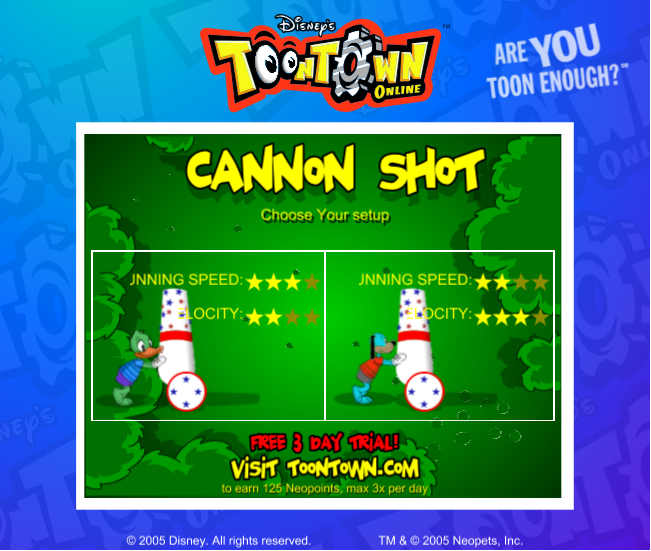 Disney's
TOONTOWN
ONLINE
™
ARE YOU
TOON ENOUGH?™
CANNON SHOT
Choose Your setup
JNNING SPEED:
JNNING SPEED:
ELOCITY:
ELOCITY:
FREE 3 DAY TRIAL!
VISIT TOONTOWN.COM
to earn 125 Neopoints, max 3x per day
© 2005 Disney. All rights reserved.
TM & © 2005 Neopets, Inc.